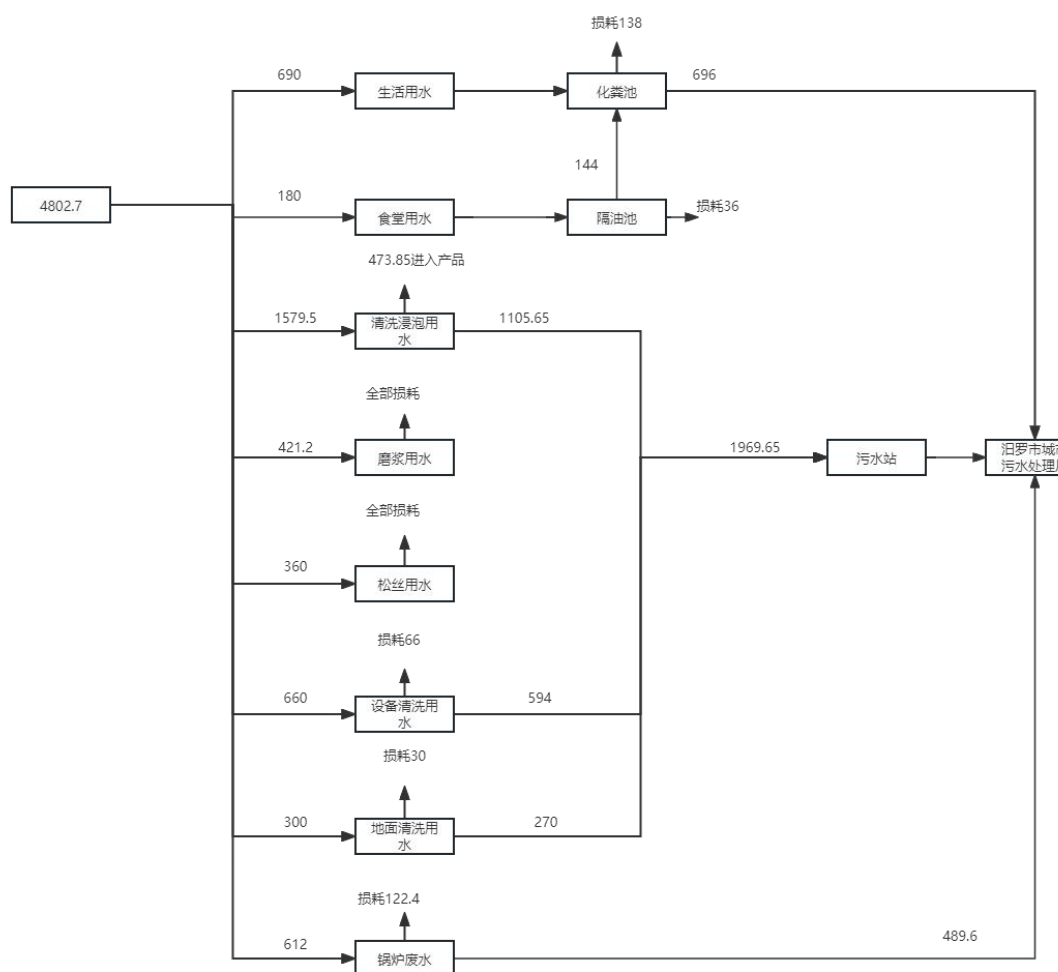 损耗138
690
生活用水
化粪池
696
144
4802.7
180
食堂用水
隔油池
损耗36
473.85进入产品
1579.5
清洗浸泡用
水
1105.65
全部损耗
421.2
磨浆用水
1969.65
污水站
汨罗市城市
污水处理厂
全部损耗
360
松丝用水
损耗66
660
设备清洗用
水
594
损耗30
300
地面清洗用
水
270
损耗122.4
612
锅炉废水
489.6